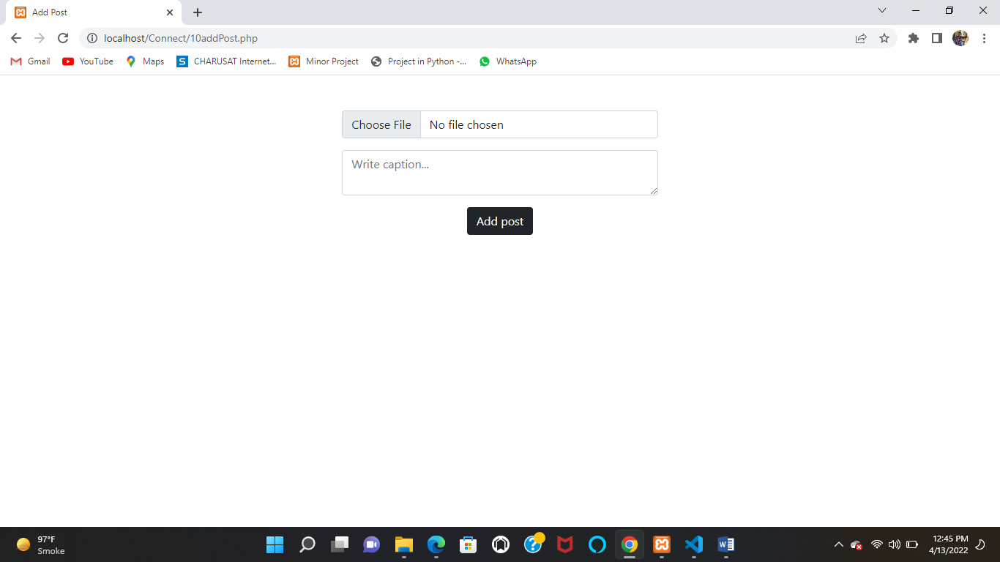 Add Post
localhost/Connect/10addPost.php
Gmail YouTube Maps CHARUSAT Internet... Minor Project Project in Python -... WhatsApp
Choose File No file chosen
Write caption...
Add post
97°F
Smoke
12:45 PM
4/13/2022